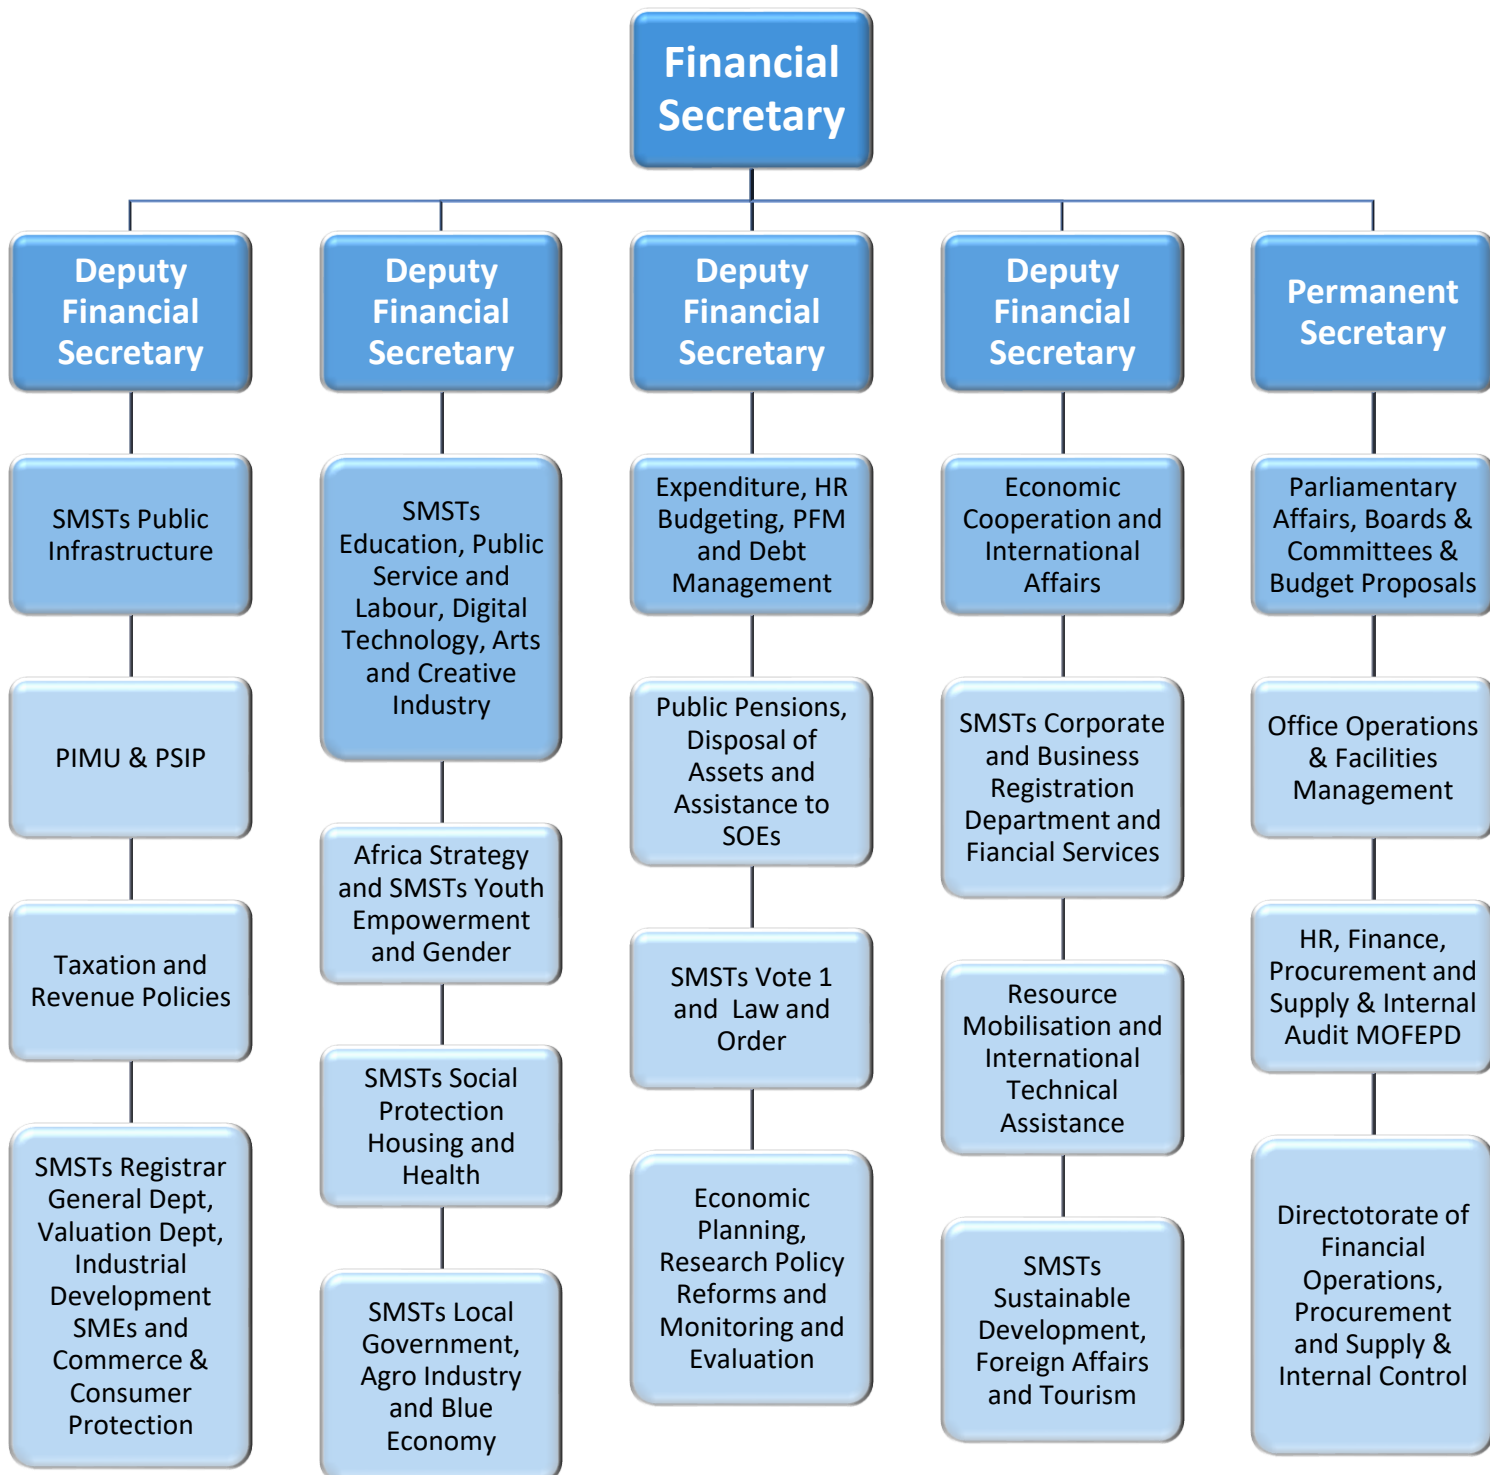 Financial
Secretary
Deputy
Financial
Secretary
Deputy
Financial
Secretary
Deputy
Financial
Secretary
Deputy
Financial
Secretary
Permanent
Secretary
SMSTs Public
Infrastructure
PIMU & PSIP
Taxation and
Revenue Policies
SMSTs Registrar
General Dept,
Valuation Dept,
Industrial
Development
SMEs and
Commerce &
Consumer
Protection
SMSTs
Education, Public
Service and
Labour, Digital
Technology, Arts
and Creative
Industry
Africa Strategy
and SMSTs Youth
Empowerment
and Gender
SMSTs Social
Protection
Housing and
Health
SMSTs Local
Government,
Agro Industry
and Blue
Economy
Expenditure, HR
Budgeting, PFM
and Debt
Management
Public Pensions,
Disposal of
Assets and
Assistance to
SOEs
SMSTs Vote 1
and Law and
Order
Economic
Planning,
Research Policy
Reforms and
Monitoring and
Evaluation
Economic
Cooperation and
International
Affairs
SMSTs Corporate
and Business
Registration
Department and
Fiancial Services
Resource
Mobilisation and
International
Technical
Assistance
SMSTs
Sustainable
Development,
Foreign Affairs
and Tourism
Parliamentary
Affairs, Boards &
Committees &
Budget Proposals
Office Operations
& Facilities
Management
HR, Finance,
Procurement and
Supply & Internal
Audit MOFEPD
Directotorate of
Financial
Operations,
Procurement
and Supply &
Internal Control